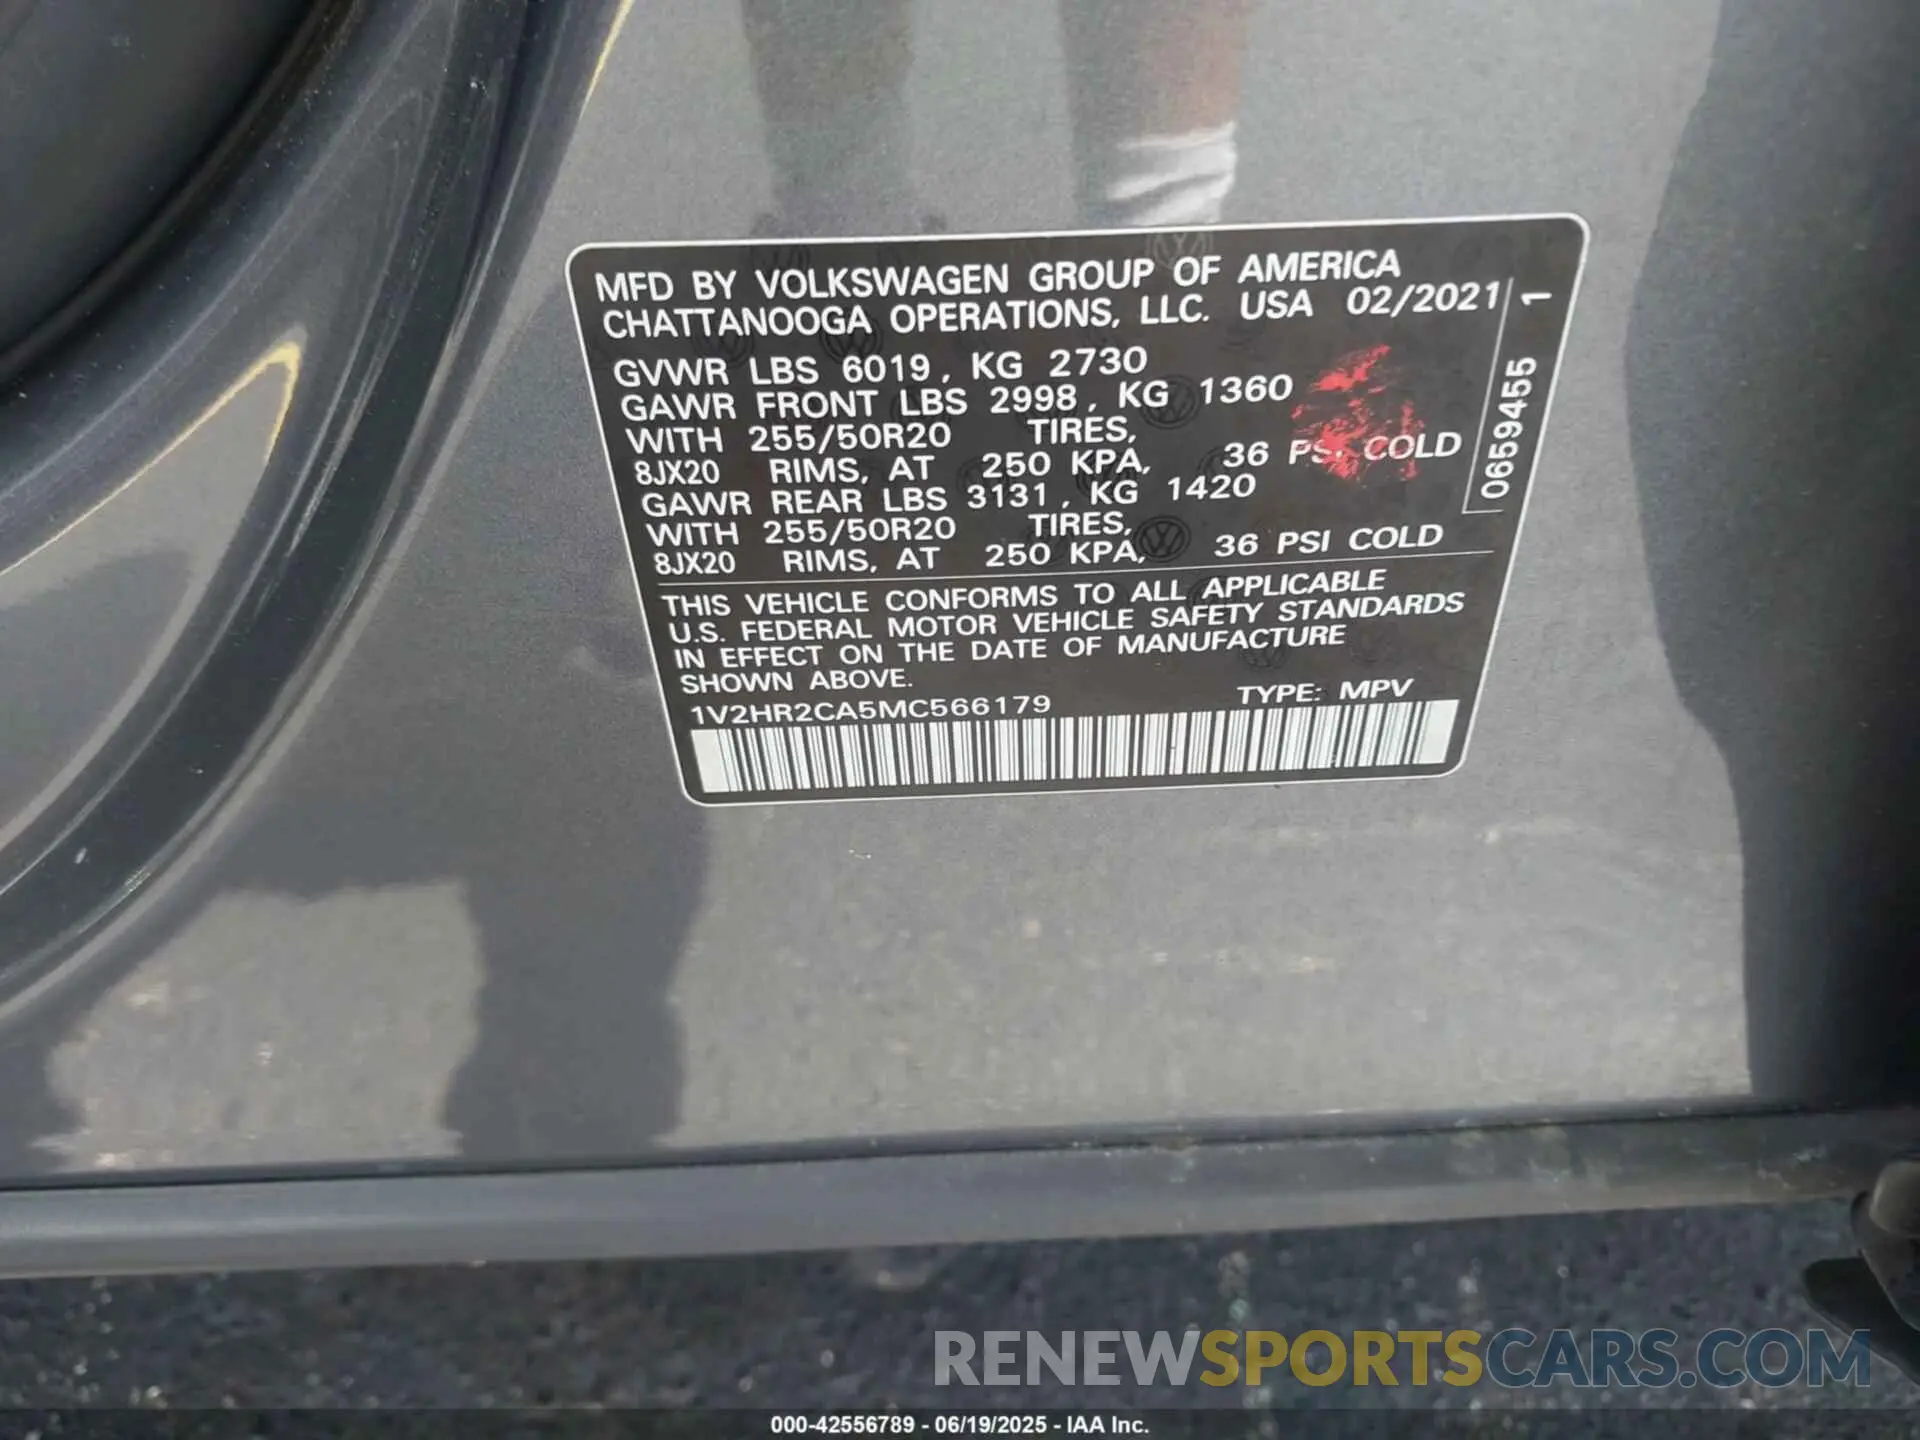 MFD BY VOLKSWAGEN GROUP OF AMERICA
CHATTANOOGA OPERATIONS, LLC. USA 02/2021
GVWR LBS 6019, KG 2730
GAWR FRONT LBS 2998, KG 1360
WITH 255/50R20 TIRES,
8JX20 RIMS, AT 250 KPA, 36 PSI COLD
GAWR REAR LBS 3131, KG 1420
WITH 255/50R20 TIRES,
8JX20 RIMS, AT 250 KPA, 36 PSI COLD
0659455 1
THIS VEHICLE CONFORMS TO ALL APPLICABLE
U.S. FEDERAL MOTOR VEHICLE SAFETY STANDARDS
IN EFFECT ON THE DATE OF MANUFACTURE
SHOWN ABOVE.
1V2HR2CA5MC566179 TYPE: MPV
RENEWSPORTSCARS.COM
000-42556789 - 06/19/2025 - IAA Inc.